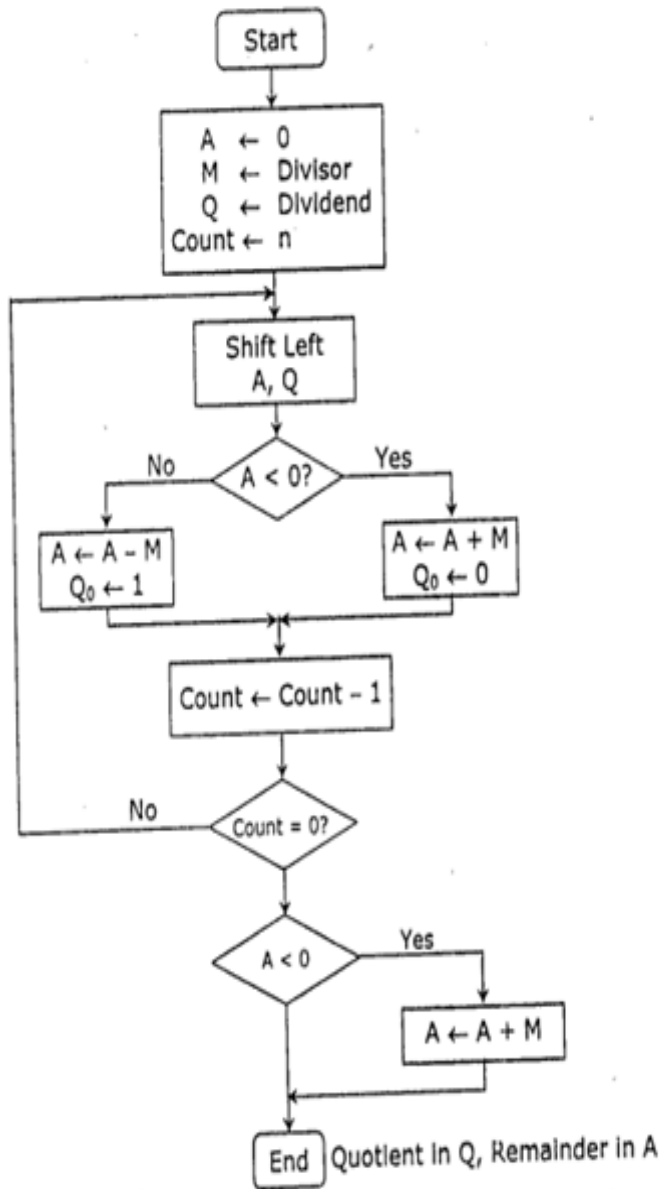 Start
A ← 0
M ← Divisor
Q ← Dividend
Count ← n
Shift Left
A, Q
No
A < 0?
Yes
A ← A – M
Q₀ ← 1
A ← A + M
Q₀ ← 0
Count ← Count – 1
No
Count = 0?
A < 0
Yes
A ← A + M
End
Quotient in Q, Remainder in A